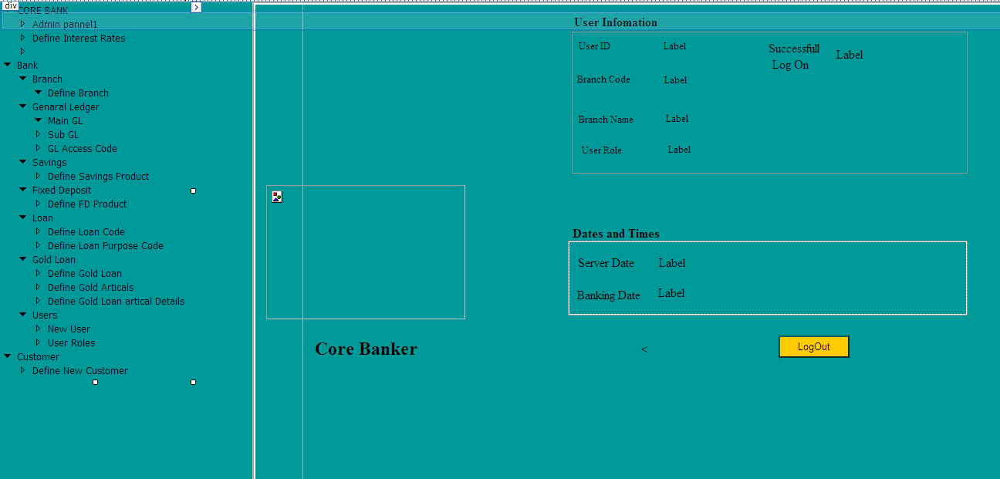 div
>
CORE BANK
Admin pannel1
Define Interest Rates
Bank
Branch
Define Branch
Genaral Ledger
Main GL
Sub GL
GL Access Code
Savings
Define Savings Product
Fixed Deposit
Define FD Product
Loan
Define Loan Code
Define Loan Purpose Code
Gold Loan
Define Gold Loan
Define Gold Articals
Define Gold Loan artical Details
Users
New User
User Roles
Customer
Define New Customer
User Infomation
User ID Label
Successfull
Log On
Label
Branch Code Label
Branch Name Label
User Role Label
Dates and Times
Server Date Label
Banking Date Label
Core Banker
<
LogOut